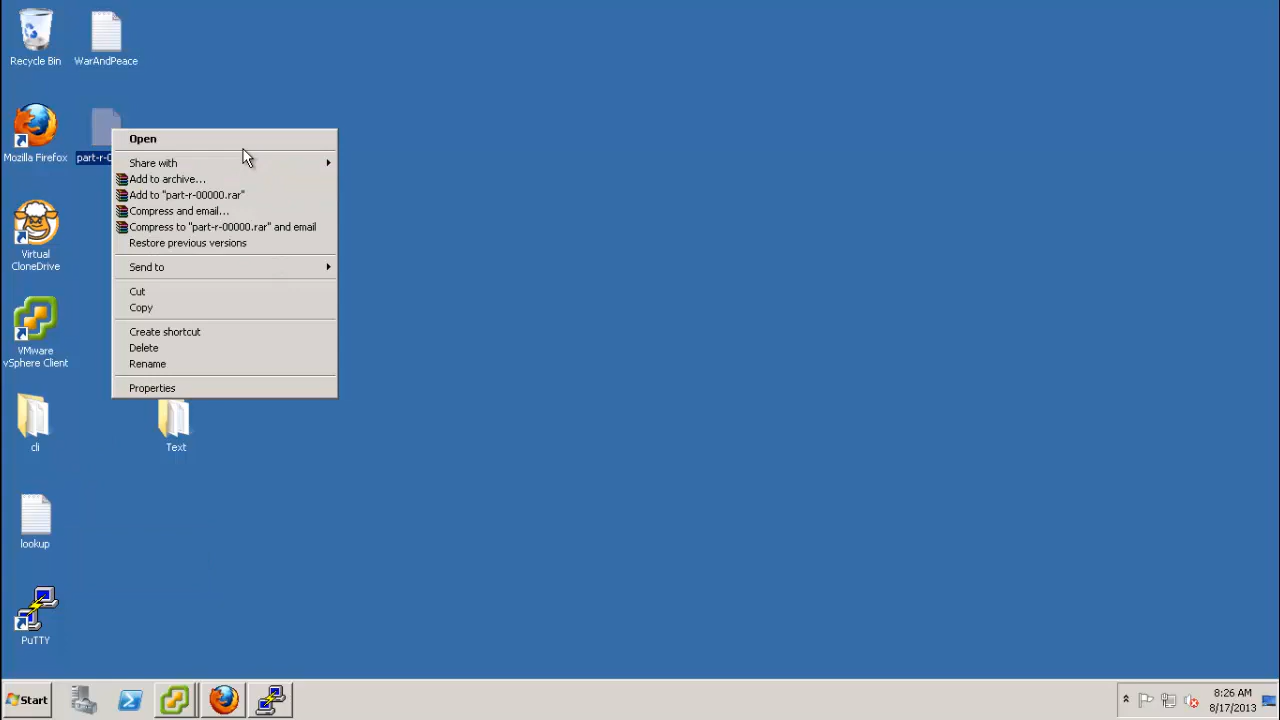 Recycle Bin
WarAndPeace
Mozilla Firefox
part-r-0
Open
Share with
Add to archive...
Add to "part-r-00000.rar"
Compress and email...
Compress to "part-r-00000.rar" and email
Restore previous versions
Send to
Cut
Copy
Create shortcut
Delete
Rename
Properties
Virtual
CloneDrive
VMware
vSphere Client
cli
Text
lookup
PuTTY
Start
8:26 AM
8/17/2013